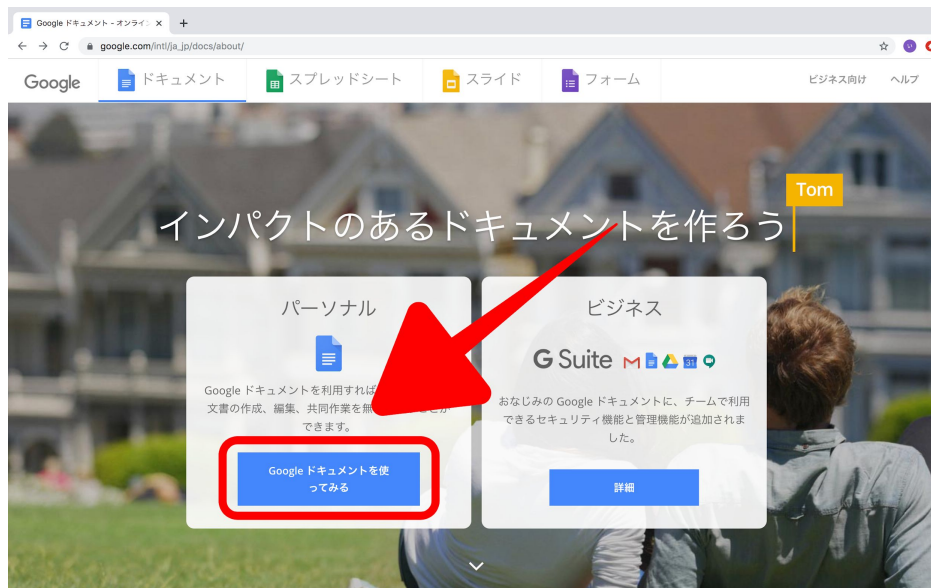 Google ドキュメント - オンライン
google.com/intl/ja_jp/docs/about/
Google ドキュメント スプレッドシート スライド フォーム ビジネス向け ヘルプ
Tom
インパクトのあるドキュメントを作ろう
パーソナル
Google ドキュメントを利用すれば
文書の作成、編集、共同作業を無
できます。
Google ドキュメントを使
ってみる
ビジネス
G Suite
31
おなじみの Google ドキュメントに、チームで利用
できるセキュリティ機能と管理機能が追加されま
した。
詳細